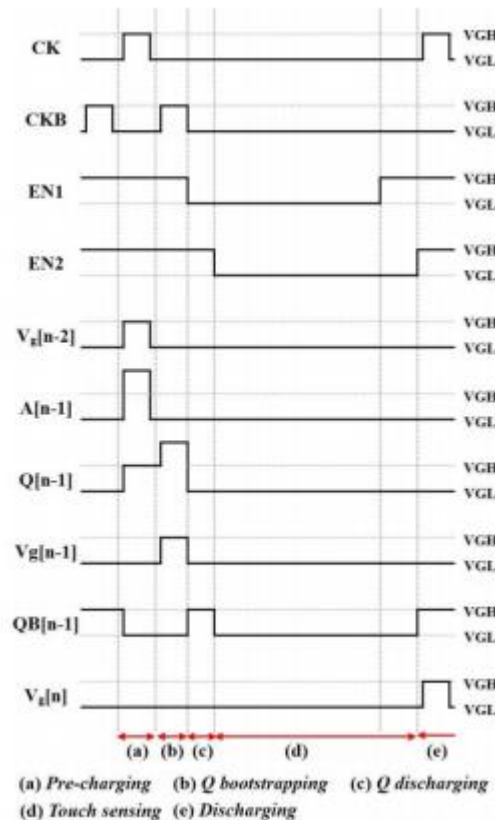 CK
VGH
VGL
CKB
VGH
VGL
EN1
VGH
VGL
EN2
VGH
VGL
Vg[n-2]
VGH
VGL
A[n-1]
VGH
VGL
Q[n-1]
VGH
VGL
Vg[n-1]
VGH
VGL
QB[n-1]
VGH
VGL
Vg[n]
VGH
VGL
(a) (b) (c) (d) (e)
(a) Pre-charging (b) Q bootstrapping (c) Q discharging
(d) Touch sensing (e) Discharging